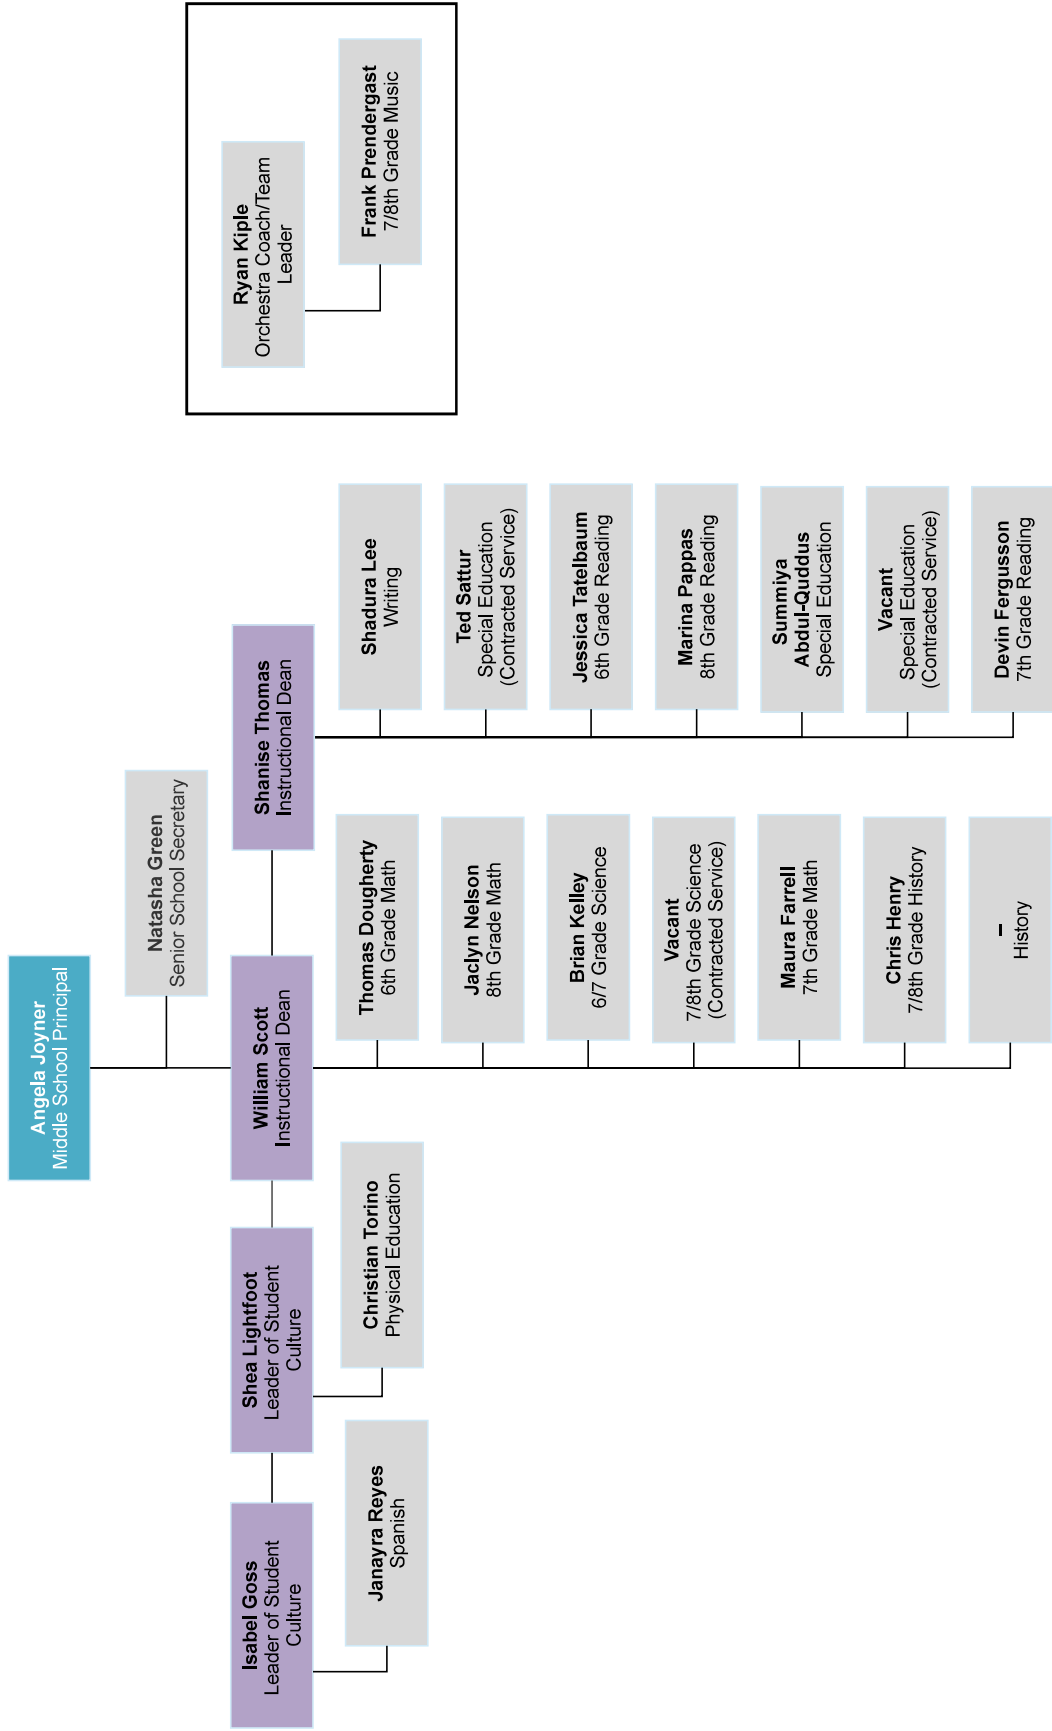 Angela Joyner
Middle School Principal
Natasha Green
Senior School Secretary
Isabel Goss
Leader of Student
Culture
Janayra Reyes
Spanish
Shea Lightfoot
Leader of Student
Culture
Christian Torino
Physical Education
William Scott
Instructional Dean
Thomas Dougherty
6th Grade Math
Jaclyn Nelson
8th Grade Math
Brian Kelley
6/7 Grade Science
Vacant
7/8th Grade Science
(Contracted Service)
Maura Farrell
7th Grade Math
Chris Henry
7/8th Grade History
–
History
Shanise Thomas
Instructional Dean
Shadura Lee
Writing
Ted Sattur
Special Education
(Contracted Service)
Jessica Tatelbaum
6th Grade Reading
Marina Pappas
8th Grade Reading
Summiya
Abdul-Quddus
Special Education
Vacant
Special Education
(Contracted Service)
Devin Fergusson
7th Grade Reading
Ryan Kiple
Orchestra Coach/Team
Leader
Frank Prendergast
7/8th Grade Music